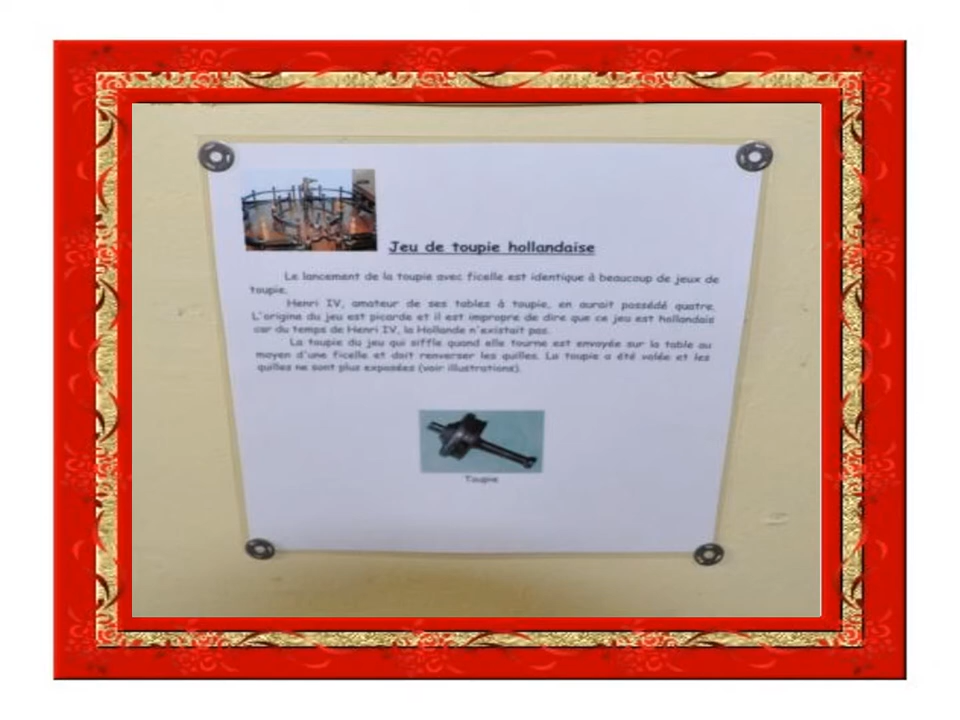 Jeu de toupie hollandaise
Le lancement de la toupie avec ficelle est identique à beaucoup de jeux de
toupie.
Henri IV, amateur de ses tables à toupie, en aurait possédé quatre.
L'origine du jeu est picarde et il est impropre de dire que ce jeu est hollandais
car du temps de Henri IV, la Hollande n'existait pas.
La toupie du jeu qui siffle quand elle tourne est envoyée sur la table au
moyen d'une ficelle et doit renverser les quilles. La toupie a été volée et les
quilles ne sont plus exposées (voir illustrations).
Toupie